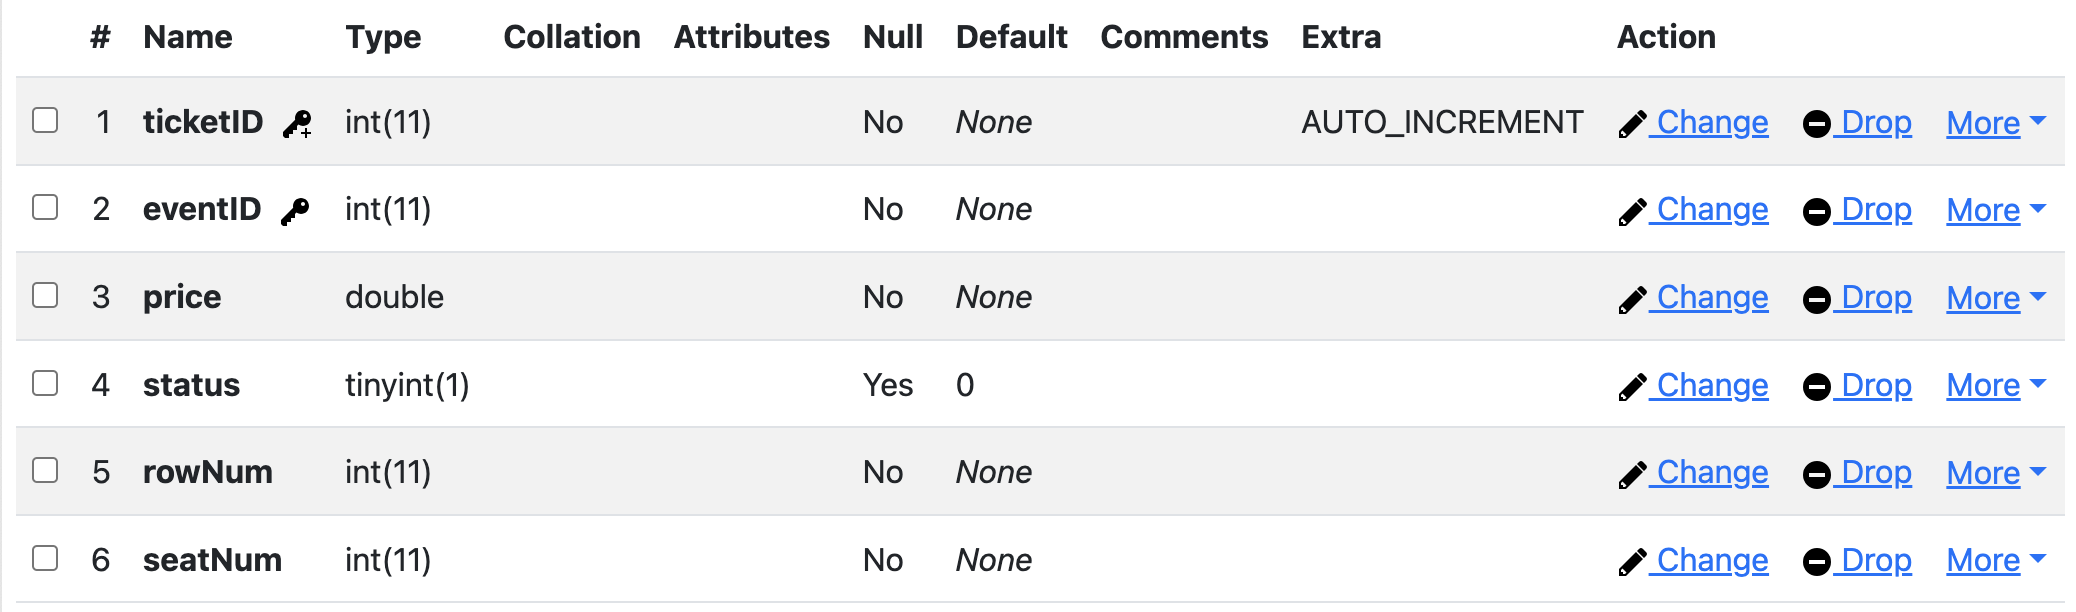 # Name Type Collation Attributes Null Default Comments Extra Action
1 ticketID int(11) No None AUTO_INCREMENT Change Drop More
2 eventID int(11) No None Change Drop More
3 price double No None Change Drop More
4 status tinyint(1) Yes 0 Change Drop More
5 rowNum int(11) No None Change Drop More
6 seatNum int(11) No None Change Drop More